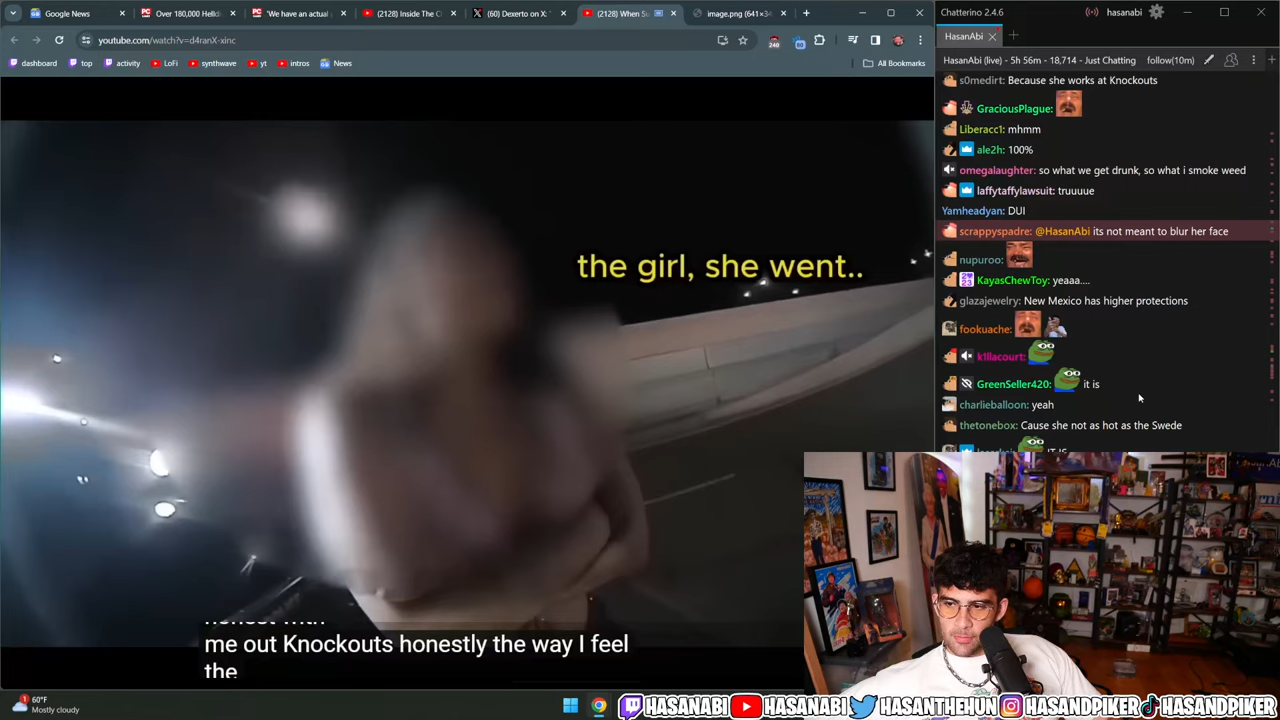 Google News
Over 180,000 Helldi
"We have an actual g
(2128) Inside The C
(60) Dexerto on X:
(2128) When Su
image.png (641×34
Chatterino 2.4.6
hasanabi
youtube.com/watch?v=d4ranX-xinc
240
HasanAbi
dashboard
top
activity
LoFi
synthwave
yt
intros
News
All Bookmarks
HasanAbi (live) - 5h 56m - 18,714 - Just Chatting
follow(10m)
s0medirt: Because she works at Knockouts
GraciousPlague:
Liberacc1: mhmm
ale2h: 100%
omegalaughter: so what we get drunk, so what i smoke weed
laffytaffylawsuit: truuuue
Yamheadyan: DUI
scrappyspadre: @HasanAbi its not meant to blur her face
nupuroo:
KayasChewToy: yeaaa....
glazajewelry: New Mexico has higher protections
fookuache:
k1llacourt:
GreenSeller420: it is
charlieballoon: yeah
thetonebox: Cause she not as hot as the Swede
the girl, she went..
me out Knockouts honestly the way I feel
the
60°F
Mostly cloudy
HASANABI
HASANABI
HASANTHEHUN
HASANDPIKER
HASANDPIKER